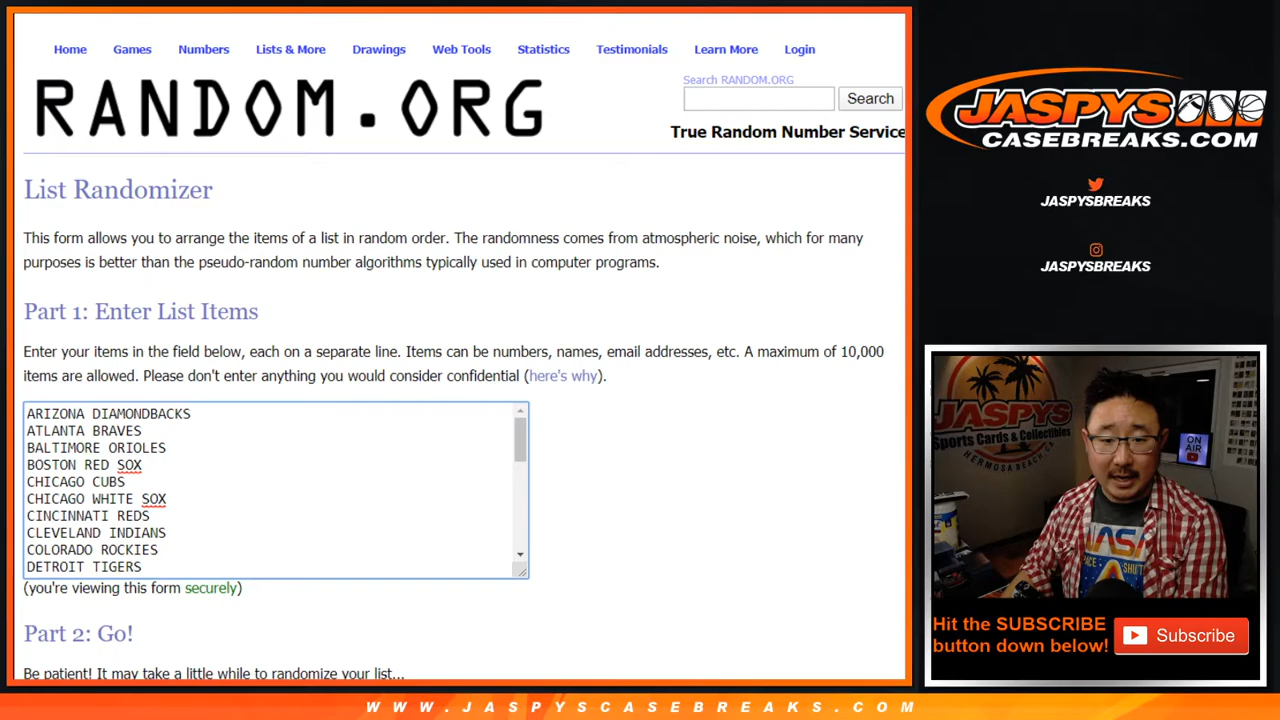 Home Games Numbers Lists & More Drawings Web Tools Statistics Testimonials Learn More Login
RANDOM.ORG
Search RANDOM.ORG
Search
True Random Number Service
List Randomizer
This form allows you to arrange the items of a list in random order. The randomness comes from atmospheric noise, which for many
purposes is better than the pseudo-random number algorithms typically used in computer programs.
Part 1: Enter List Items
Enter your items in the field below, each on a separate line. Items can be numbers, names, email addresses, etc. A maximum of 10,000
items are allowed. Please don't enter anything you would consider confidential (here's why).
ARIZONA DIAMONDBACKS
ATLANTA BRAVES
BALTIMORE ORIOLES
BOSTON RED SOX
CHICAGO CUBS
CHICAGO WHITE SOX
CINCINNATI REDS
CLEVELAND INDIANS
COLORADO ROCKIES
DETROIT TIGERS
(you're viewing this form securely)
Part 2: Go!
Be patient! It may take a little while to randomize your list...
JASPYS
CASEBREAKS.COM
JASPYSBREAKS
JASPYSBREAKS
JASPYS
Sports Cards & Collectibles
HERMOSA BEACH, CA
ON
AIR
NASA
SPACE SHUTT
Hit the SUBSCRIBE
button down below!
Subscribe
WWW.JASPYSCASEBREAKS.COM